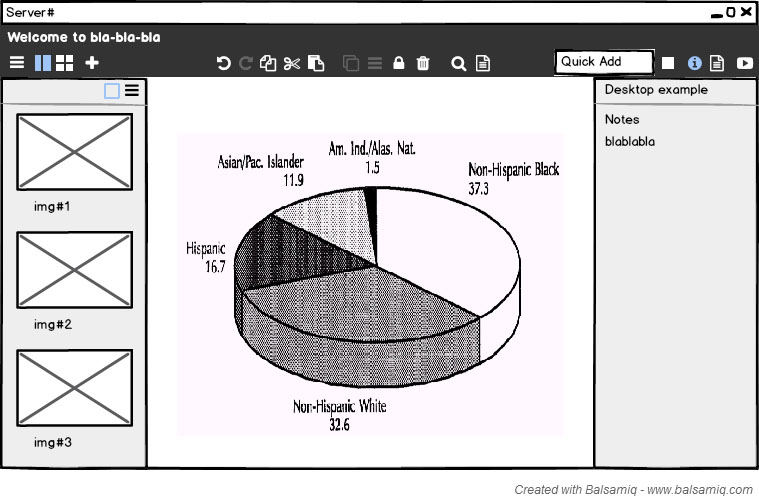 Server#
Welcome to bla-bla-bla
Quick Add
img#1
img#2
img#3
Am. Ind./Alas. Nat.
1.5
Asian/Pac. Islander
11.9
Non-Hispanic Black
37.3
Hispanic
16.7
Non-Hispanic White
32.6
Desktop example
Notes
blablabla
Created with Balsamiq - www.balsamiq.com